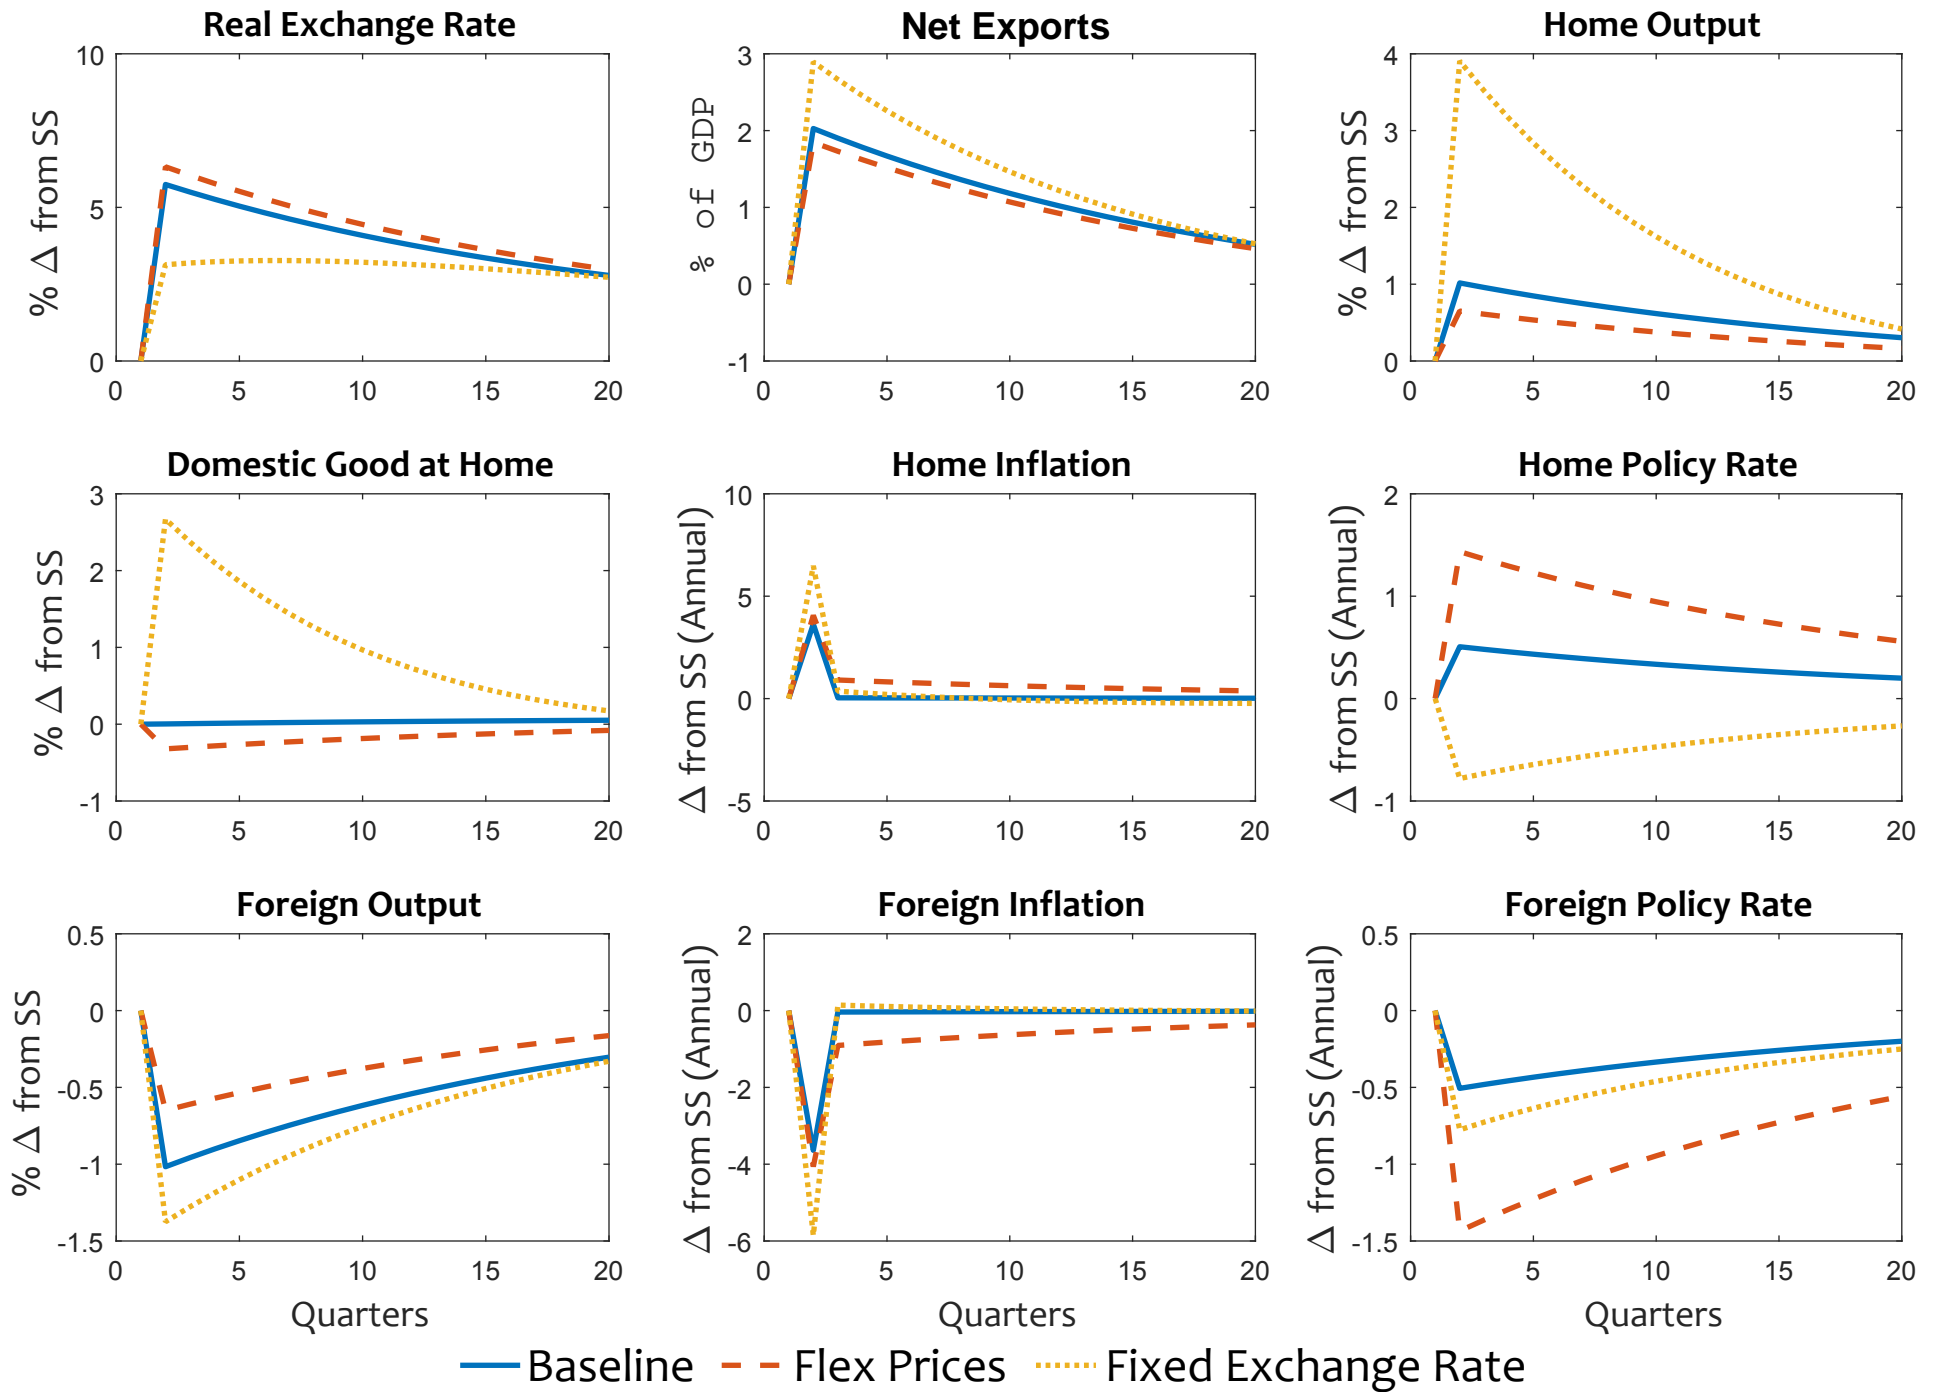 Real Exchange Rate
% Δ from SS
10
5
0
0 5 10 15 20
Net Exports
% of GDP
3
2
1
0
-1
0 5 10 15 20
Home Output
% Δ from SS
4
3
2
1
0
0 5 10 15 20
Domestic Good at Home
% Δ from SS
3
2
1
0
-1
0 5 10 15 20
Home Inflation
Δ from SS (Annual)
10
5
0
-5
0 5 10 15 20
Home Policy Rate
Δ from SS (Annual)
2
1
0
-1
0 5 10 15 20
Foreign Output
% Δ from SS
0.5
0
-0.5
-1
-1.5
0 5 10 15 20
Quarters
Foreign Inflation
Δ from SS (Annual)
2
0
-2
-4
-6
0 5 10 15 20
Quarters
Foreign Policy Rate
Δ from SS (Annual)
0.5
0
-0.5
-1
-1.5
0 5 10 15 20
Quarters
Baseline Flex Prices Fixed Exchange Rate